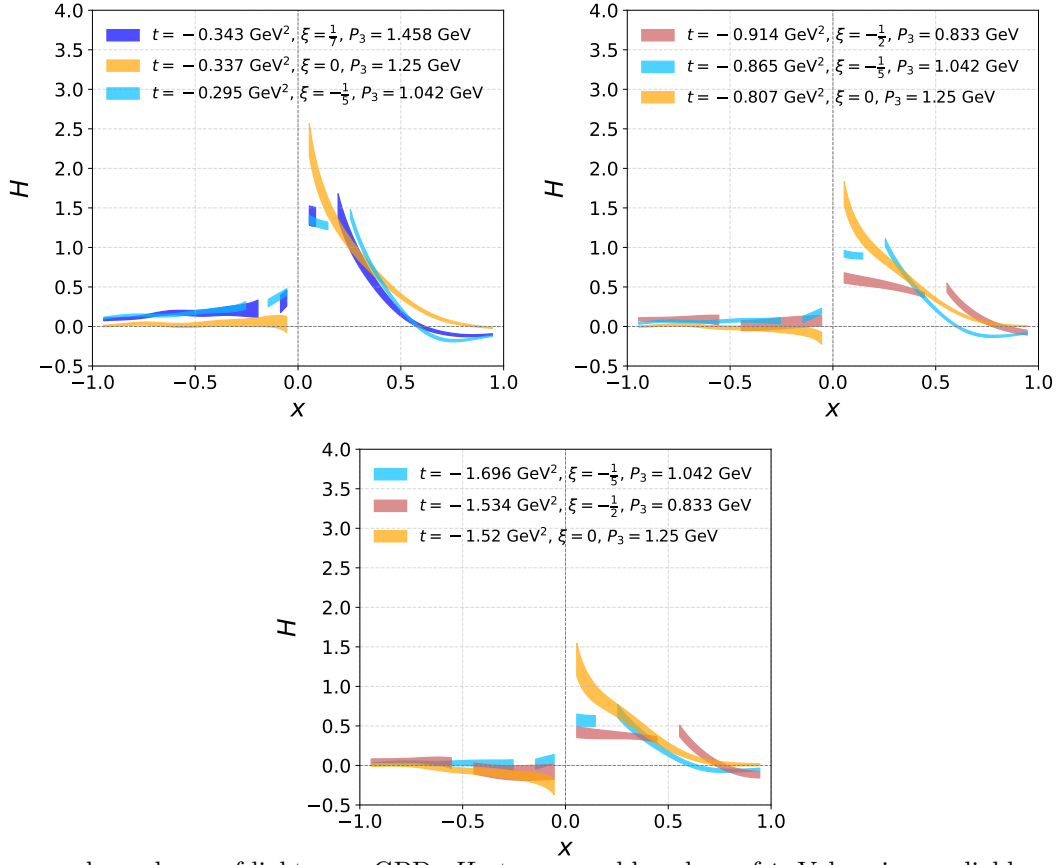 4.0
3.5
3.0
2.5
2.0
1.5
1.0
0.5
0.0
−0.5
H
t = −0.343 GeV², ξ = 1/7, P₃ = 1.458 GeV
t = −0.337 GeV², ξ = 0, P₃ = 1.25 GeV
t = −0.295 GeV², ξ = −1/5, P₃ = 1.042 GeV
−1.0 −0.5 0.0 0.5 1.0
x
4.0
3.5
3.0
2.5
2.0
1.5
1.0
0.5
0.0
−0.5
H
t = −0.914 GeV², ξ = −1/2, P₃ = 0.833 GeV
t = −0.865 GeV², ξ = −1/5, P₃ = 1.042 GeV
t = −0.807 GeV², ξ = 0, P₃ = 1.25 GeV
−1.0 −0.5 0.0 0.5 1.0
x
4.0
3.5
3.0
2.5
2.0
1.5
1.0
0.5
0.0
−0.5
H
t = −1.696 GeV², ξ = −1/5, P₃ = 1.042 GeV
t = −1.534 GeV², ξ = −1/2, P₃ = 0.833 GeV
t = −1.52 GeV², ξ = 0, P₃ = 1.25 GeV
−1.0 −0.5 0.0 0.5 1.0
x